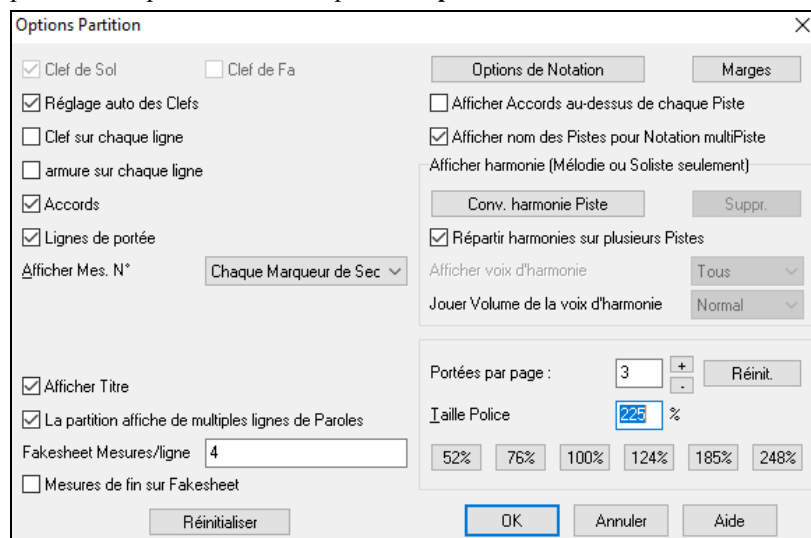 Options Partition
Clef de Sol
Clef de Fa
Réglage auto des Clefs
Clef sur chaque ligne
armure sur chaque ligne
Accords
Lignes de portée
Afficher Mes. N°
Chaque Marqueur de Sec
Afficher Titre
La partition affiche de multiples lignes de Paroles
Fakesheet Mesures/ligne
4
Mesures de fin sur Fakesheet
Réinitialiser
Options de Notation
Marges
Afficher Accords au-dessus de chaque Piste
Afficher nom des Pistes pour Notation multiPiste
Afficher harmonie (Mélodie ou Soliste seulement)
Conv. harmonie Piste
Suppr.
Répartir harmonies sur plusieurs Pistes
Afficher voix d'harmonie
Tous
Jouer Volume de la voix d'harmonie
Normal
Portées par page :
3
+
-
Réinit.
Taille Police
225
%
52%
76%
100%
124%
185%
248%
OK
Annuler
Aide